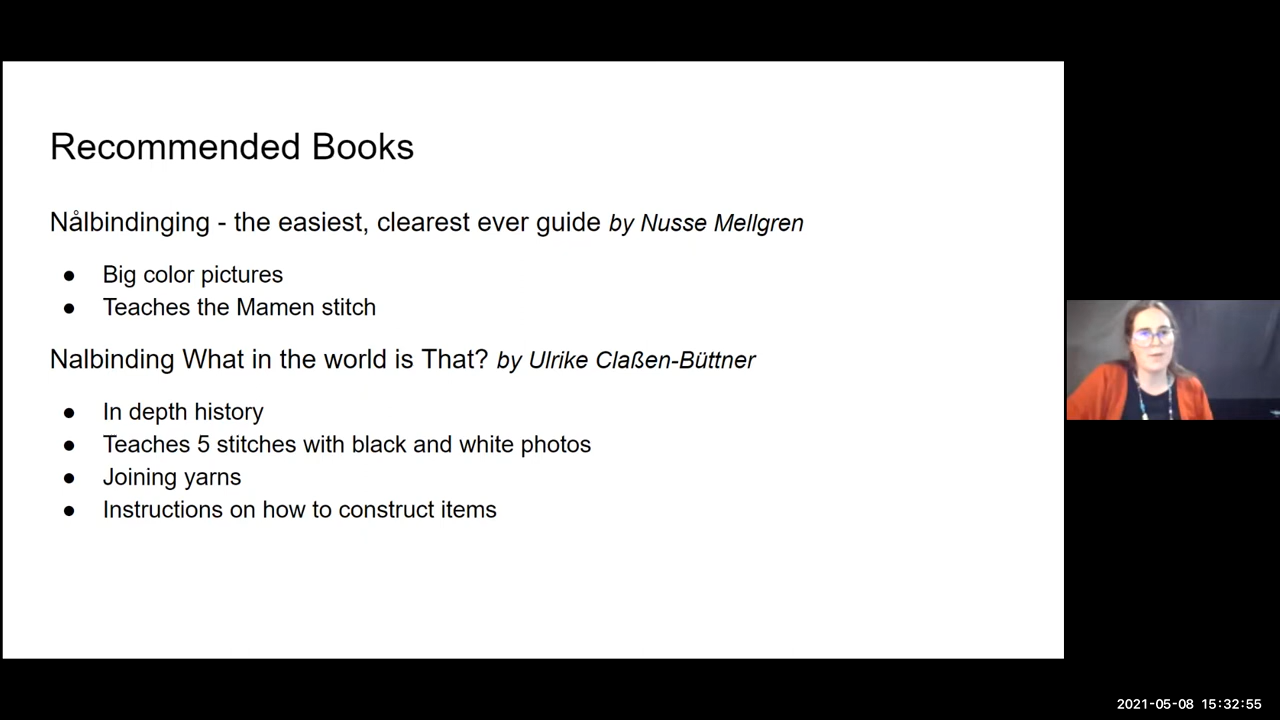 Recommended Books
Nålbindinging - the easiest, clearest ever guide by Nusse Mellgren
● Big color pictures
● Teaches the Mamen stitch
Nalbinding What in the world is That? by Ulrike Claßen-Büttner
● In depth history
● Teaches 5 stitches with black and white photos
● Joining yarns
● Instructions on how to construct items
2021-05-08 15:32:55